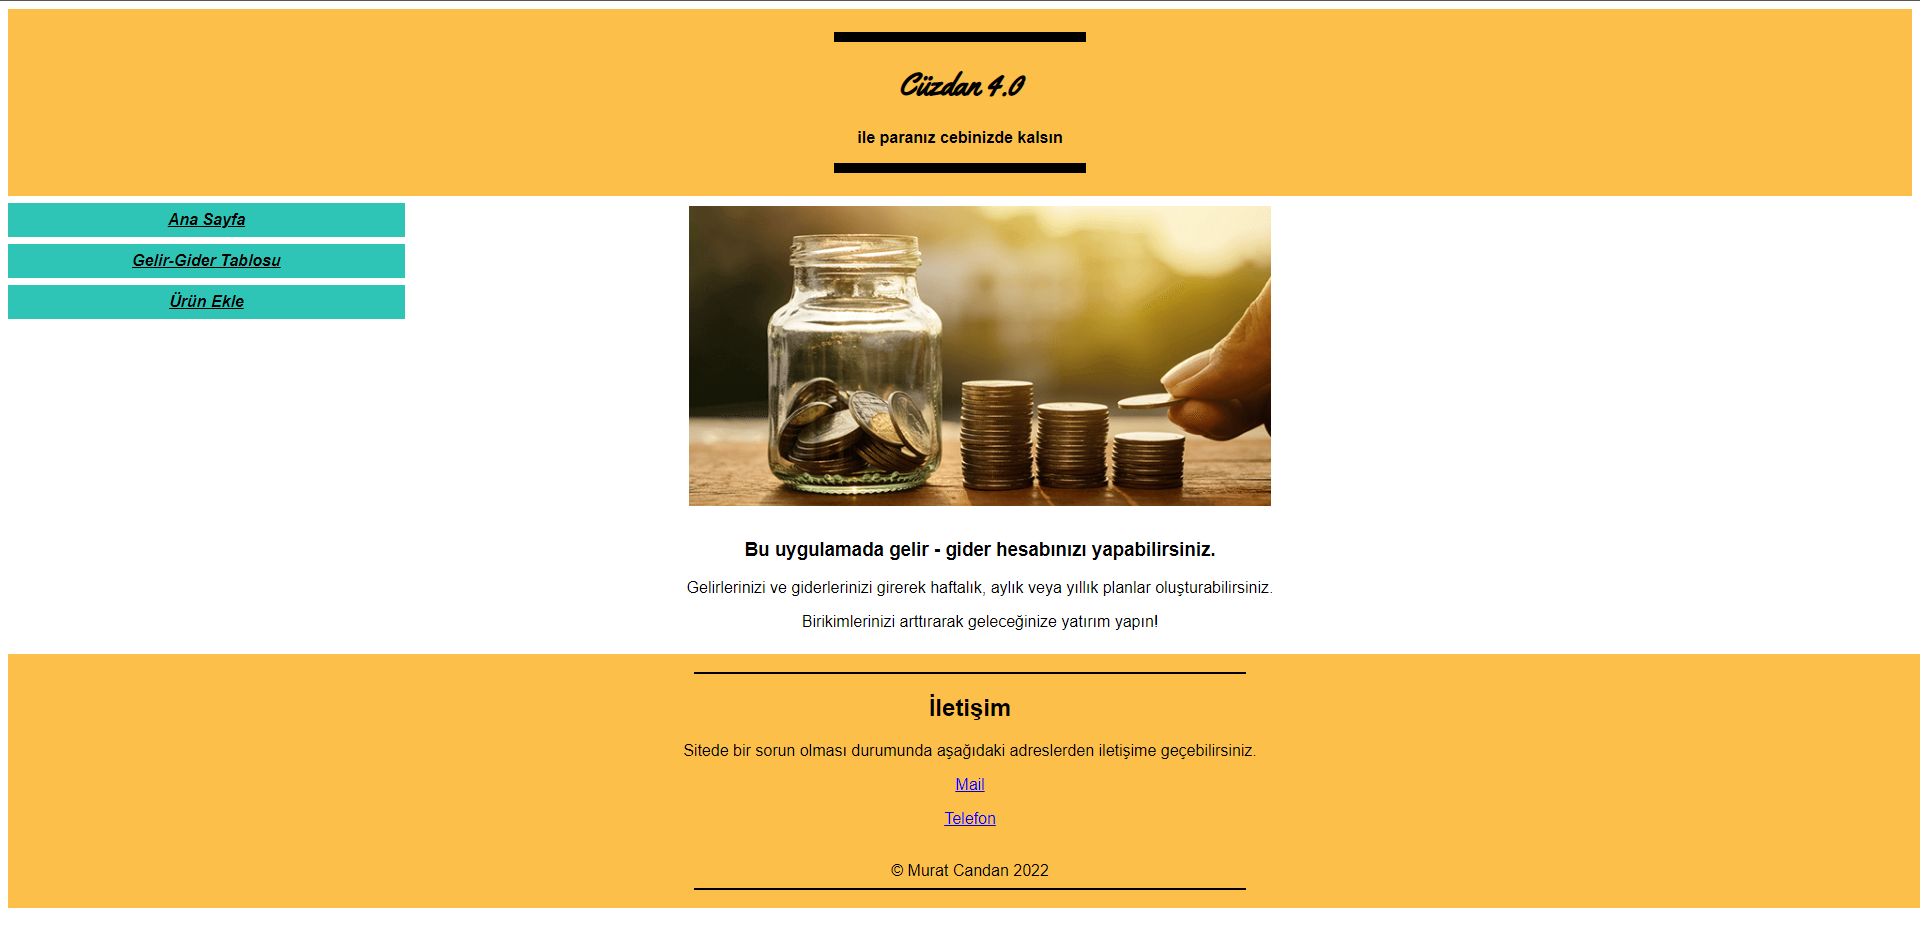 Cüzdan 4.0
ile paranız cebinizde kalsın
Ana Sayfa
Gelir-Gider Tablosu
Ürün Ekle
Bu uygulamada gelir - gider hesabınızı yapabilirsiniz.
Gelirlerinizi ve giderlerinizi girerek haftalık, aylık veya yıllık planlar oluşturabilirsiniz.
Birikimlerinizi arttırarak geleceğinize yatırım yapın!
İletişim
Sitede bir sorun olması durumunda aşağıdaki adreslerden iletişime geçebilirsiniz.
Mail
Telefon
© Murat Candan 2022